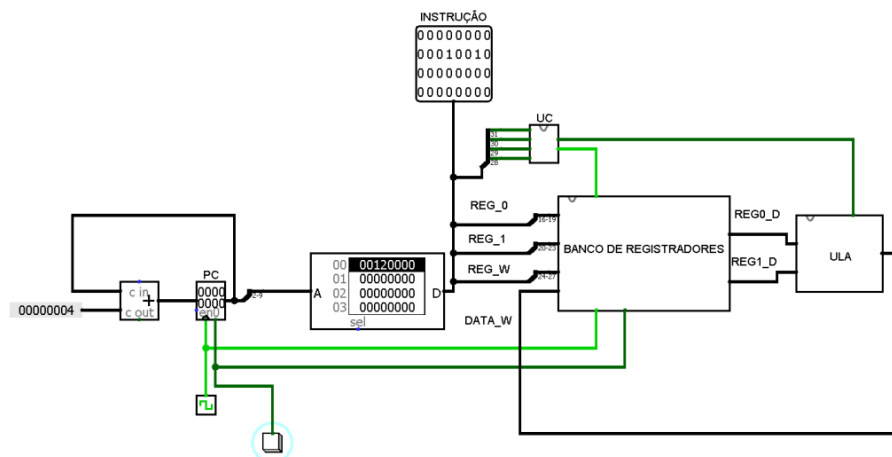 INSTRUÇÃO
00000000
00010010
00000000
00000000
UC
31
30
29
28
REG_0
16-19
REG_1
20-23
REG_W
24-27
DATA_W
BANCO DE REGISTRADORES
REG0_D
REG1_D
ULA
PC
0000
0000
en0
c in
+
c out
00000004
2-9
A
00 00120000
01 00000000
02 00000000
03 00000000
D
sel